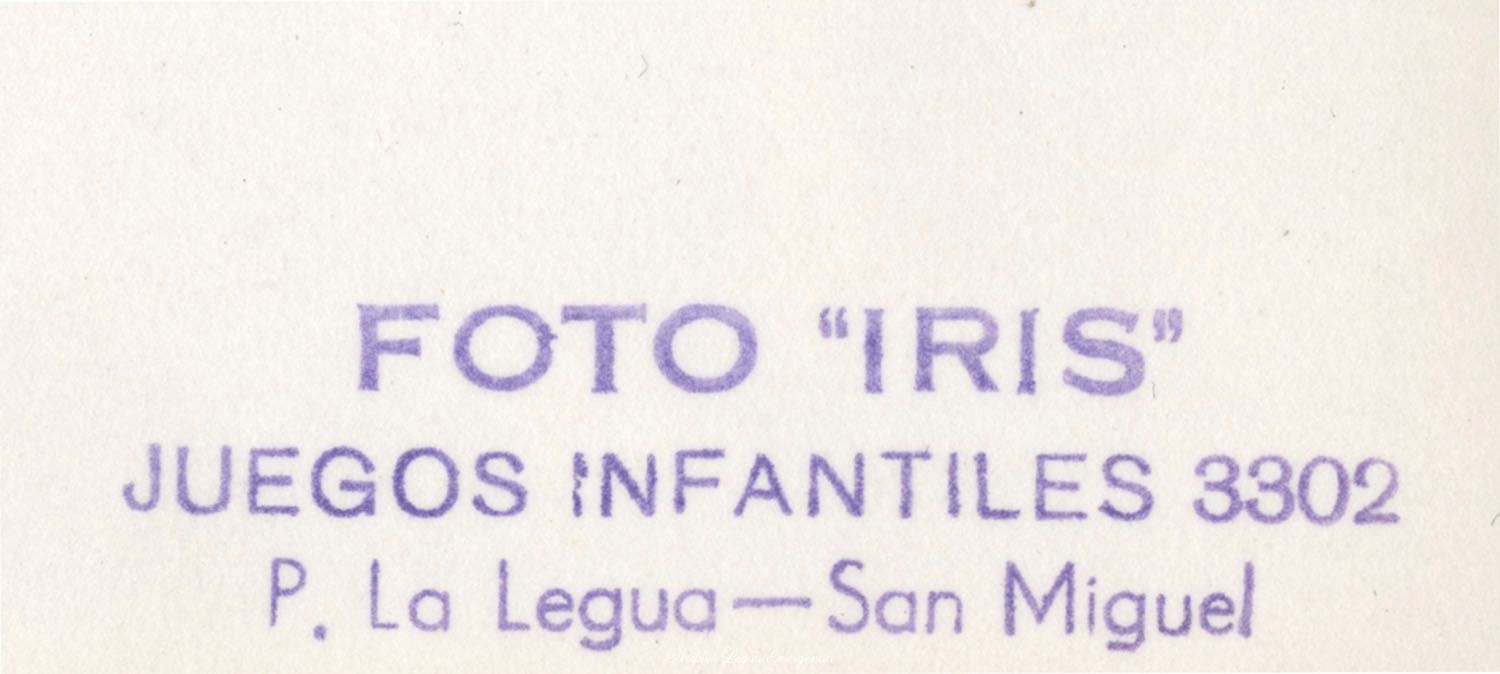 FOTO “IRIS”
JUEGOS INFANTILES 3302
P. La Legua—San Miguel